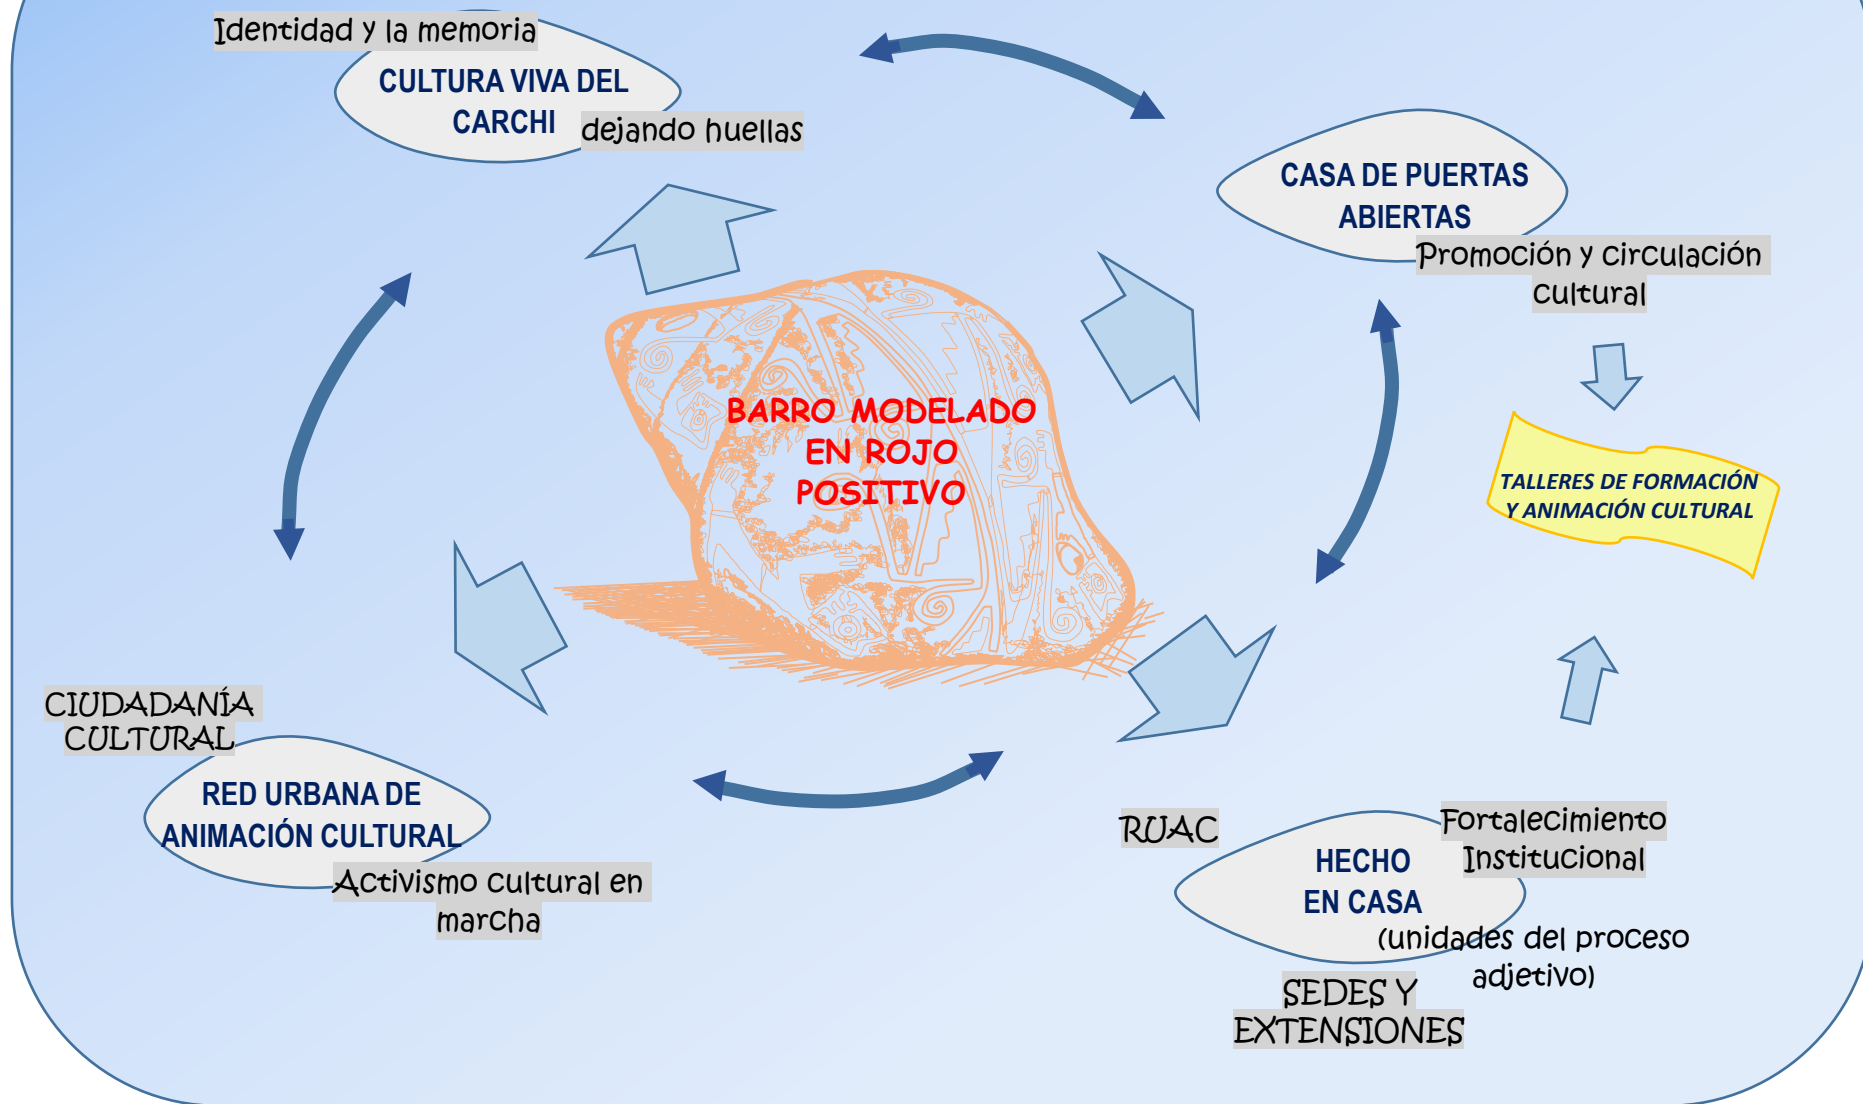 Identidad y la memoria
CULTURA VIVA DEL
CARCHI
dejando huellas
CASA DE PUERTAS
ABIERTAS
Promoción y circulación
cultural
BARRO MODELADO
EN ROJO
POSITIVO
TALLERES DE FORMACIÓN
Y ANIMACIÓN CULTURAL
CIUDADANÍA
CULTURAL
RED URBANA DE
ANIMACIÓN CULTURAL
Activismo cultural en
marcha
RUAC
Fortalecimiento
Institucional
HECHO
EN CASA
(unidades del proceso
adjetivo)
SEDES Y
EXTENSIONES